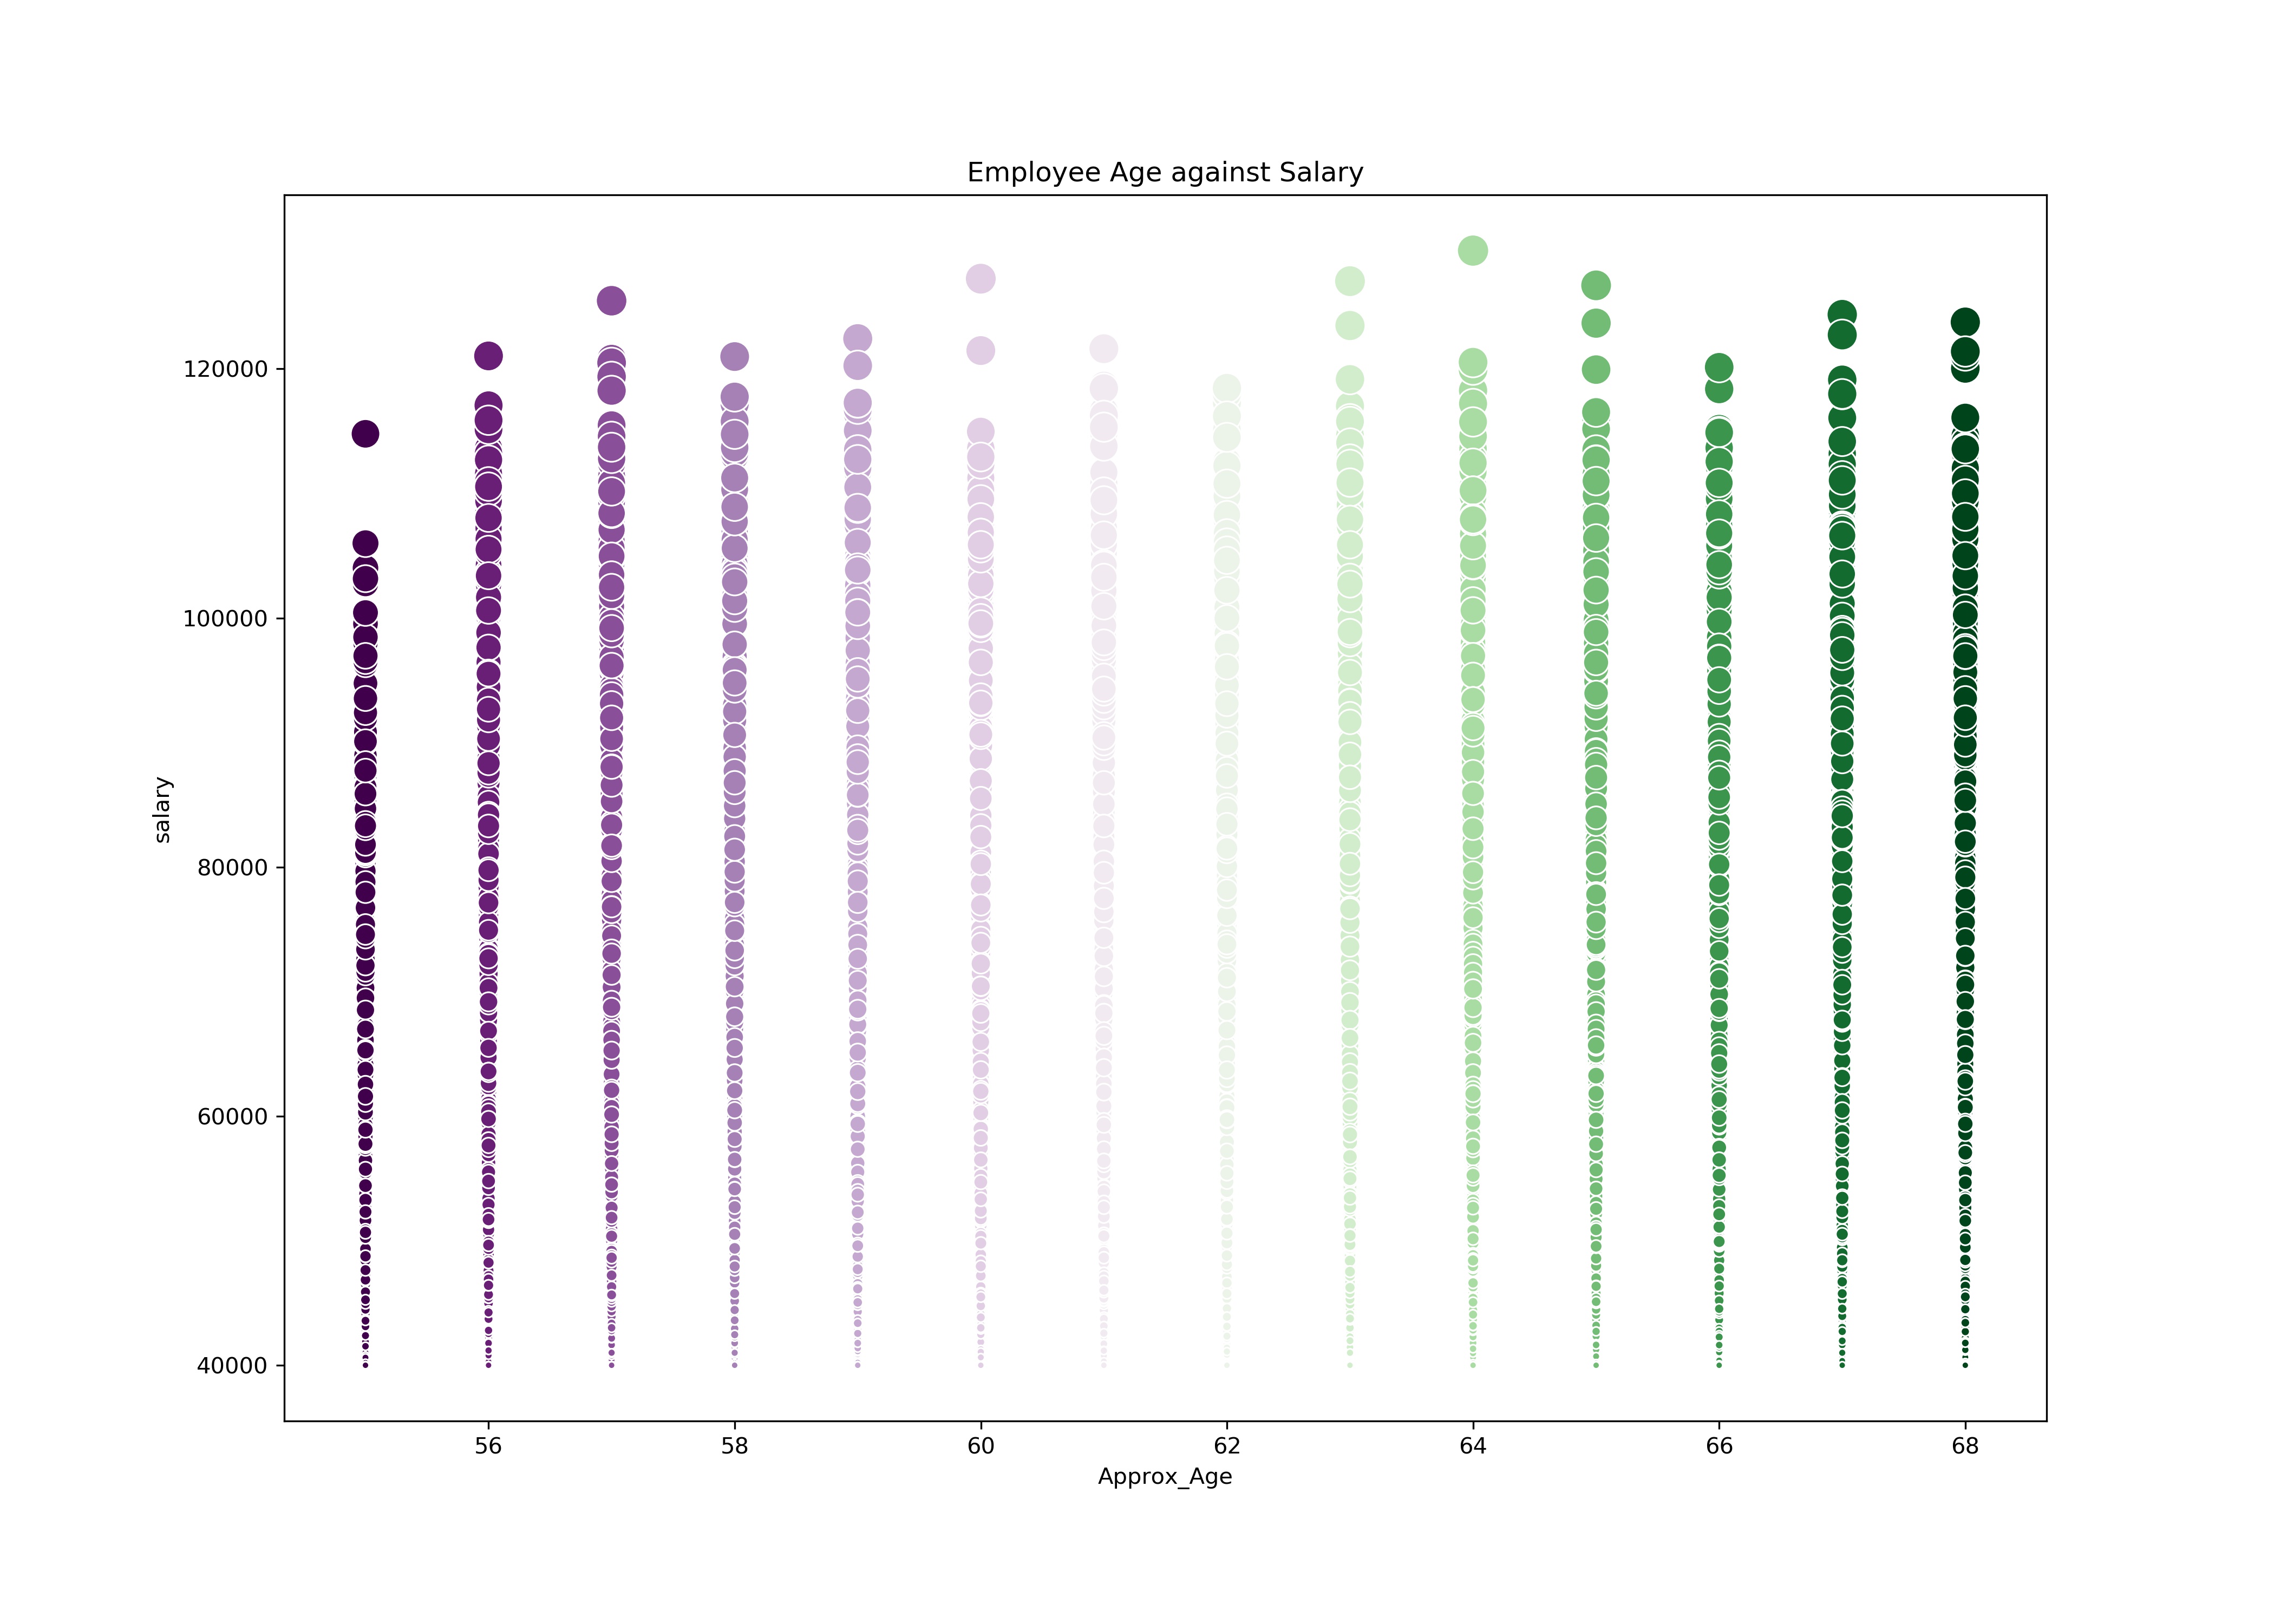 Employee Age against Salary
salary
120000
100000
80000
60000
40000
56 58 60 62 64 66 68
Approx_Age